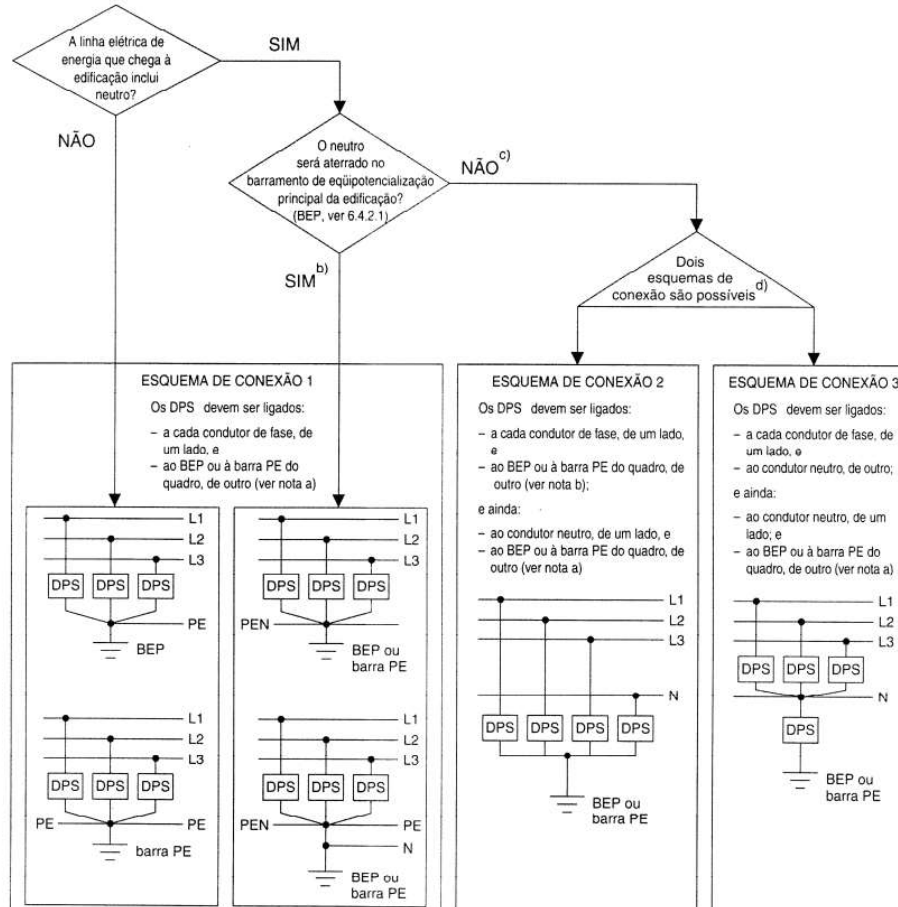 A linha elétrica de
energia que chega à
edificação inclui
neutro?
SIM
NÃO
O neutro
será aterrado no
barramento de eqüipotencialização
principal da edificação?
(BEP, ver 6.4.2.1)
NÃO c)
SIM b)
Dois
esquemas de
conexão são possíveis d)
ESQUEMA DE CONEXÃO 1
Os DPS devem ser ligados:
– a cada condutor de fase, de
um lado, e
– ao BEP ou à barra PE do
quadro, de outro (ver nota a)
L1
L2
L3
DPS DPS DPS
PE
BEP
L1
L2
L3
DPS DPS DPS
PE PE
barra PE
L1
L2
L3
DPS DPS DPS
PEN
BEP ou
barra PE
L1
L2
L3
DPS DPS DPS
PEN PE
N
BEP ou
barra PE
ESQUEMA DE CONEXÃO 2
Os DPS devem ser ligados:
– a cada condutor de fase, de um lado,
e
– ao BEP ou à barra PE do quadro, de
outro (ver nota b);
e ainda:
– ao condutor neutro, de um lado, e
– ao BEP ou à barra PE do quadro, de
outro (ver nota a)
L1
L2
L3
N
DPS DPS DPS DPS
BEP ou
barra PE
ESQUEMA DE CONEXÃO 3
Os DPS devem ser ligados:
– a cada condutor de fase, de
um lado, e
– ao condutor neutro, de outro;
e ainda:
– ao condutor neutro, de um
lado; e
– ao BEP ou à barra PE do
quadro, de outro (ver nota a)
L1
L2
L3
DPS DPS DPS
N
DPS
BEP ou
barra PE